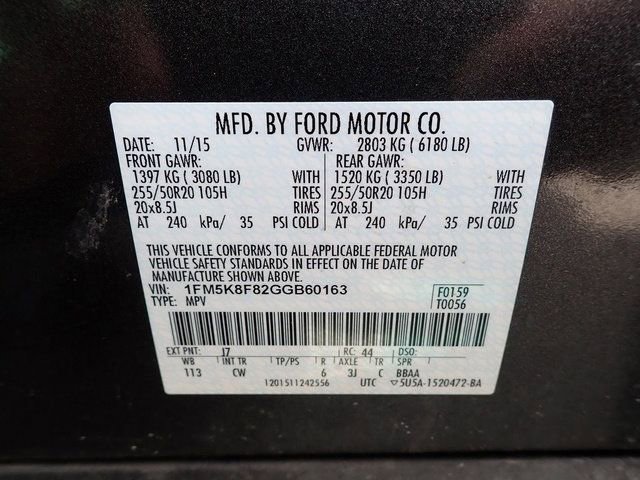 MFD. BY FORD MOTOR CO.
DATE: 11/15 GVWR: 2803 KG ( 6180 LB)
FRONT GAWR: REAR GAWR:
1397 KG ( 3080 LB) WITH 1520 KG ( 3350 LB) WITH
255/50R20 105H TIRES 255/50R20 105H TIRES
20x8.5J RIMS 20x8.5J RIMS
AT 240 kPa/ 35 PSI COLD AT 240 kPa/ 35 PSI COLD
THIS VEHICLE CONFORMS TO ALL APPLICABLE FEDERAL MOTOR
VEHICLE SAFETY STANDARDS IN EFFECT ON THE DATE OF
MANUFACTURE SHOWN ABOVE.
VIN: 1FM5K8F82GGB60163 F0159
TYPE: MPV T0056
EXT PNT: J7 RC: 44 DSO:
WB INT TR TP/PS R AXLE TR SPR
113 CW 6 3J C BBAA
1201511242556 UTC ▽5U5A-1520472-BA